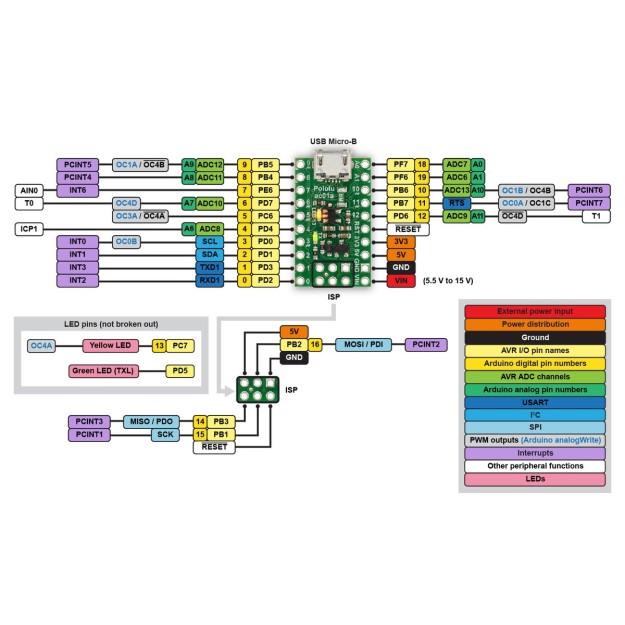 USB Micro-B
PCINT5 OC1A / OC4B A9 ADC12 9 PB5 PF7 18 ADC7 A0
PCINT4 A8 ADC11 8 PB4 PF6 19 ADC6 A1
AIN0 INT6 7 PE6 PB6 10 ADC13 A10 OC1B / OC4B PCINT6
T0 OC4D A7 ADC10 6 PD7 PB7 11 RTS OC0A / OC1C PCINT7
OC3A / OC4A 5 PC6 PD6 12 ADC9 A11 OC4D T1
ICP1 A6 ADC8 4 PD4 RESET
INT0 OC0B SCL 3 PD0 3V3
INT1 SDA 2 PD1 5V
INT3 TXD1 1 PD3 GND
INT2 RXD1 0 PD2 VIN (5.5 V to 15 V)
Pololu
ac01a
RST 3V3 5V GND VIN
ISP
LED pins (not broken out)
OC4A Yellow LED 13 PC7
Green LED (TXL) PD5
5V
PB2 16 MOSI / PDI PCINT2
GND
ISP
PCINT3 MISO / PDO 14 PB3
PCINT1 SCK 15 PB1
RESET
External power input
Power distribution
Ground
AVR I/O pin names
Arduino digital pin numbers
AVR ADC channels
Arduino analog pin numbers
USART
I²C
SPI
PWM outputs (Arduino analogWrite)
Interrupts
Other peripheral functions
LEDs